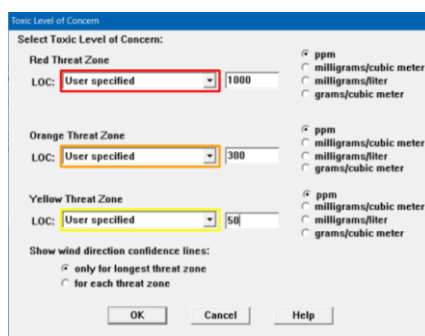 Toxic Level of Concern
Select Toxic Level of Concern:
Red Threat Zone
LOC: User specified 1000
ppm
milligrams/cubic meter
milligrams/liter
grams/cubic meter
Orange Threat Zone
LOC: User specified 300
ppm
milligrams/cubic meter
milligrams/liter
grams/cubic meter
Yellow Threat Zone
LOC: User specified 50
ppm
milligrams/cubic meter
milligrams/liter
grams/cubic meter
Show wind direction confidence lines:
only for longest threat zone
for each threat zone
OK Cancel Help